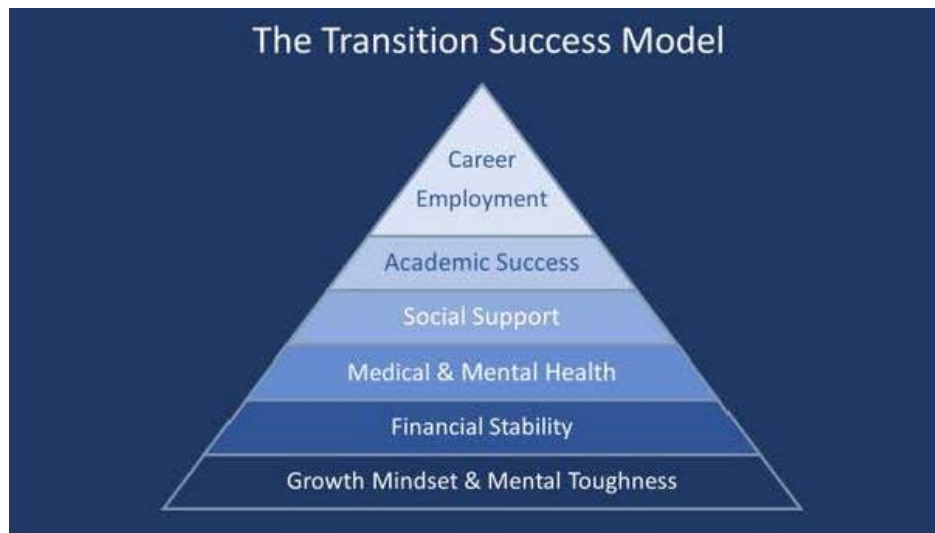 The Transition Success Model
Career
Employment
Academic Success
Social Support
Medical & Mental Health
Financial Stability
Growth Mindset & Mental Toughness